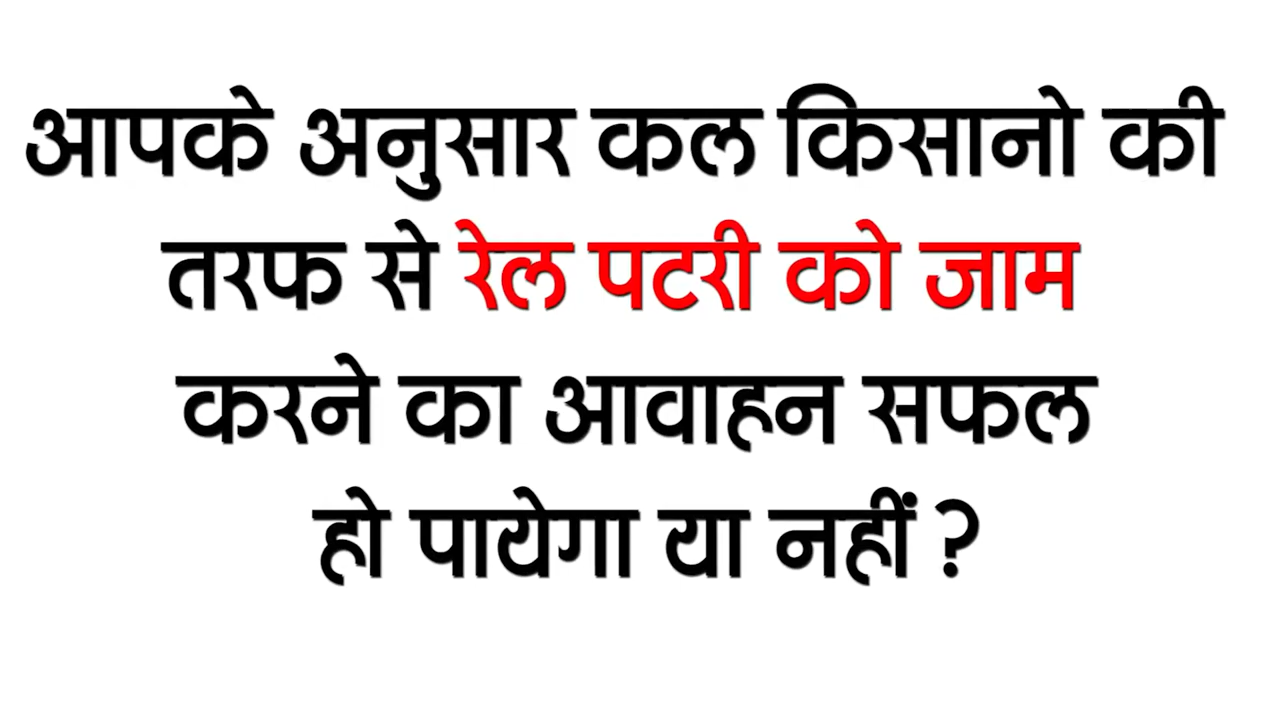 आपके अनुसार कल किसानो की
तरफ से रेल पटरी को जाम
करने का आवाहन सफल
हो पायेगा या नहीं ?